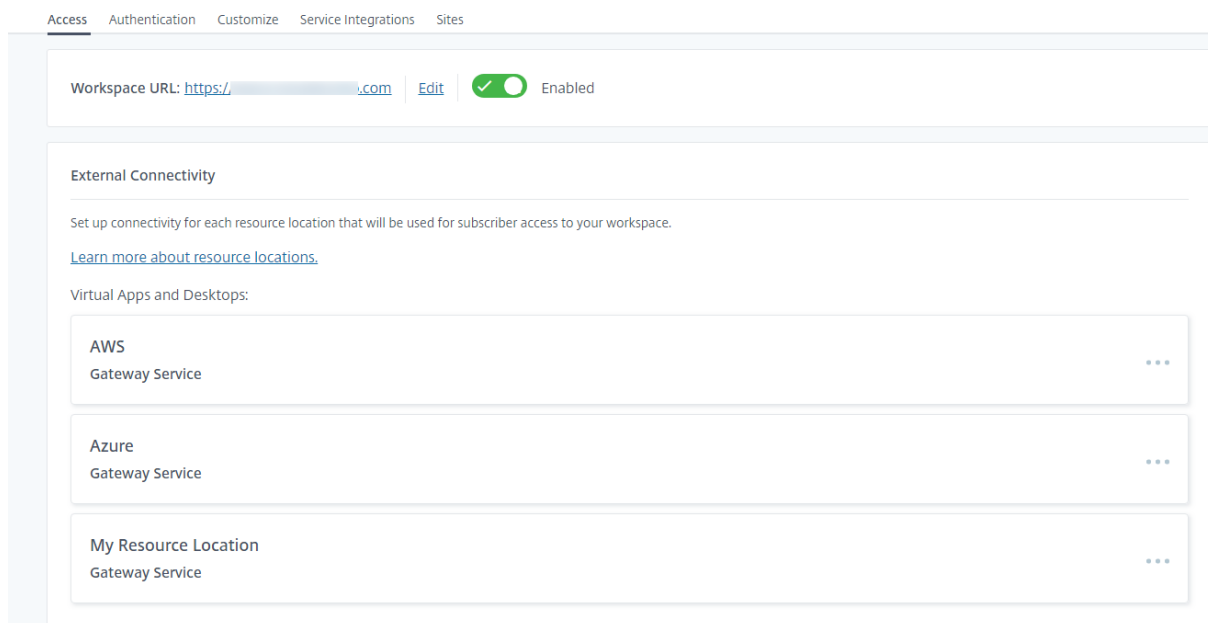 Access Authentication Customize Service Integrations Sites
Workspace URL: https:/ .com Edit Enabled
External Connectivity
Set up connectivity for each resource location that will be used for subscriber access to your workspace.
Learn more about resource locations.
Virtual Apps and Desktops:
AWS
Gateway Service
Azure
Gateway Service
My Resource Location
Gateway Service